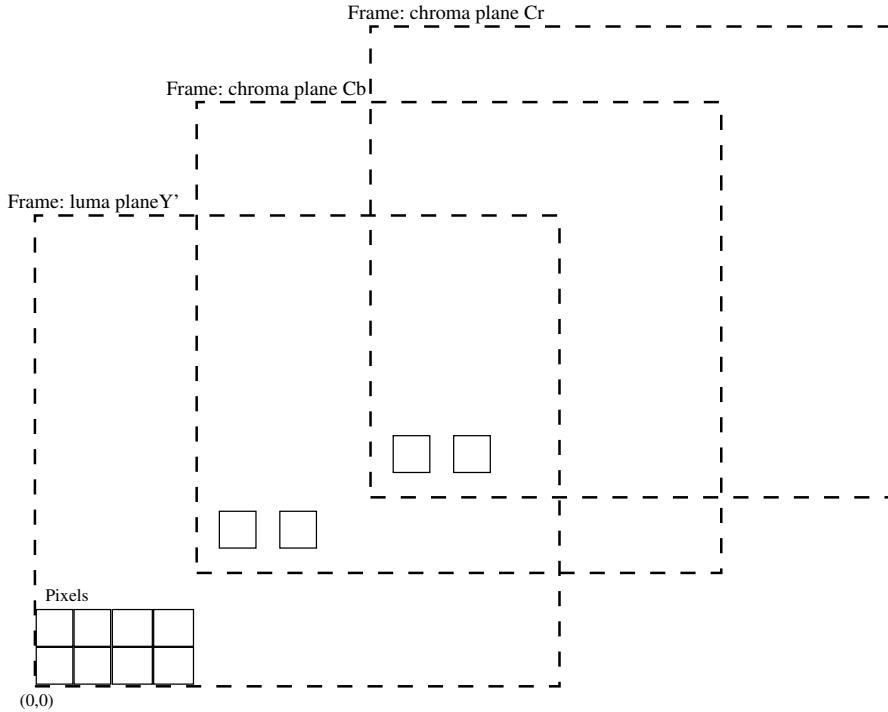 Frame: chroma plane Cr
Frame: chroma plane Cb
Frame: luma planeY’
Pixels
(0,0)